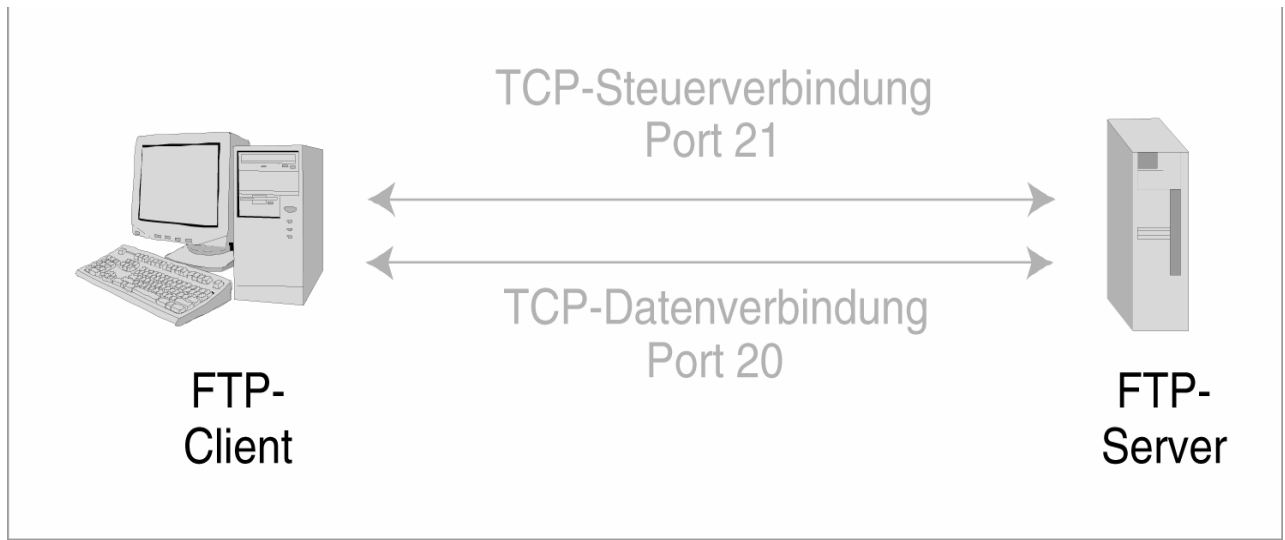 TCP-Steuerverbindung
Port 21
TCP-Datenverbindung
Port 20
FTP-
Client
FTP-
Server